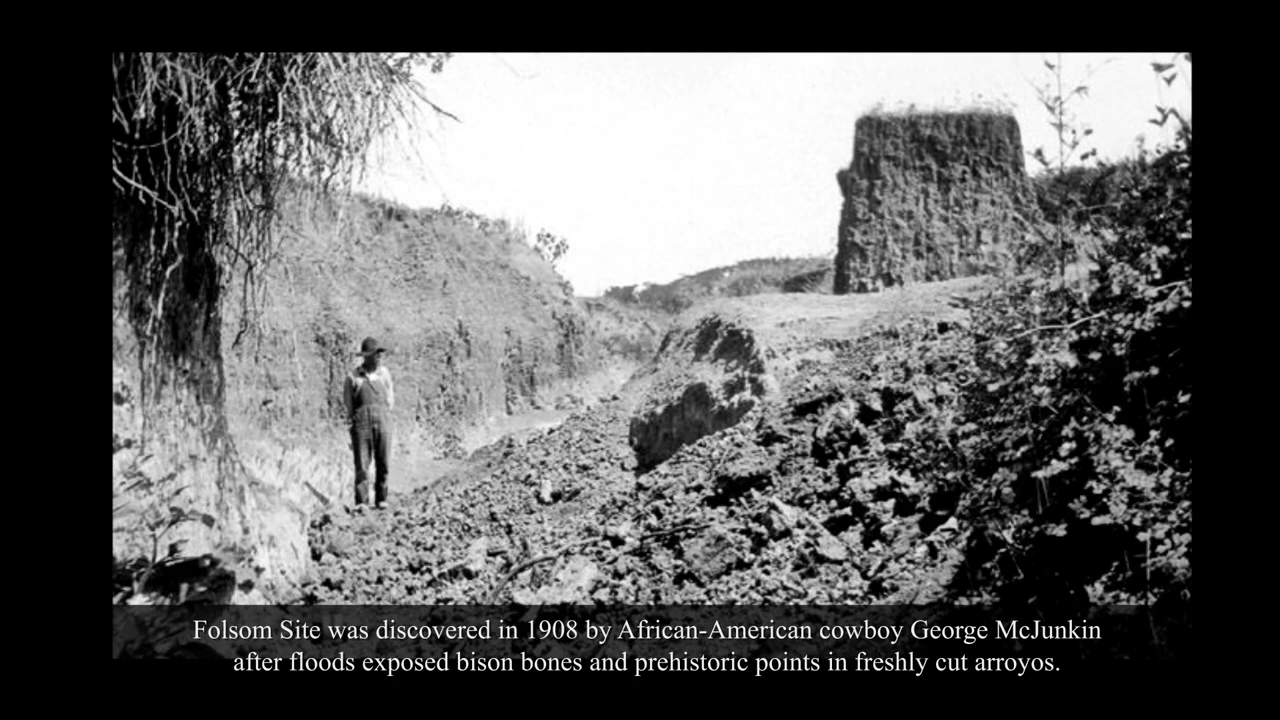 Folsom Site was discovered in 1908 by African-American cowboy George McJunkin
after floods exposed bison bones and prehistoric points in freshly cut arroyos.